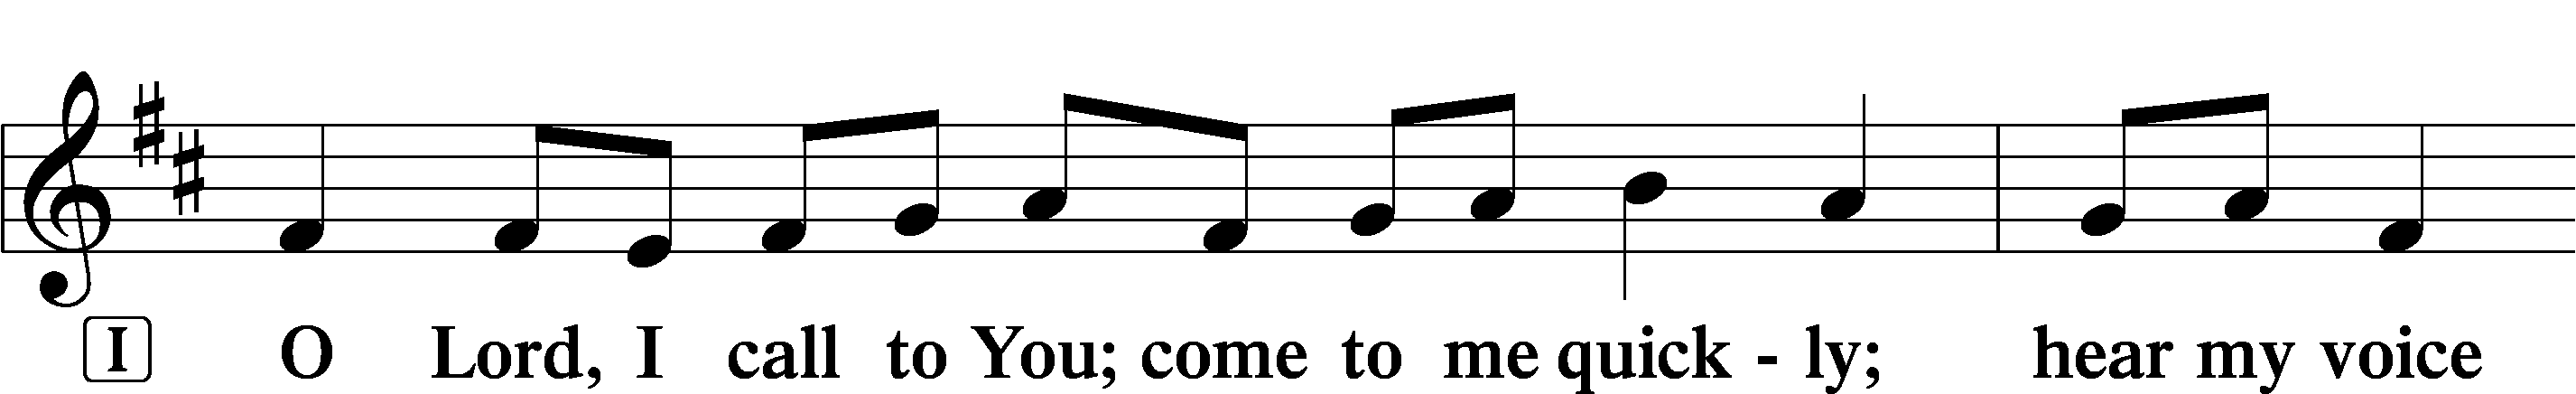 I O Lord, I call to You; come to me quick - ly; hear my voice